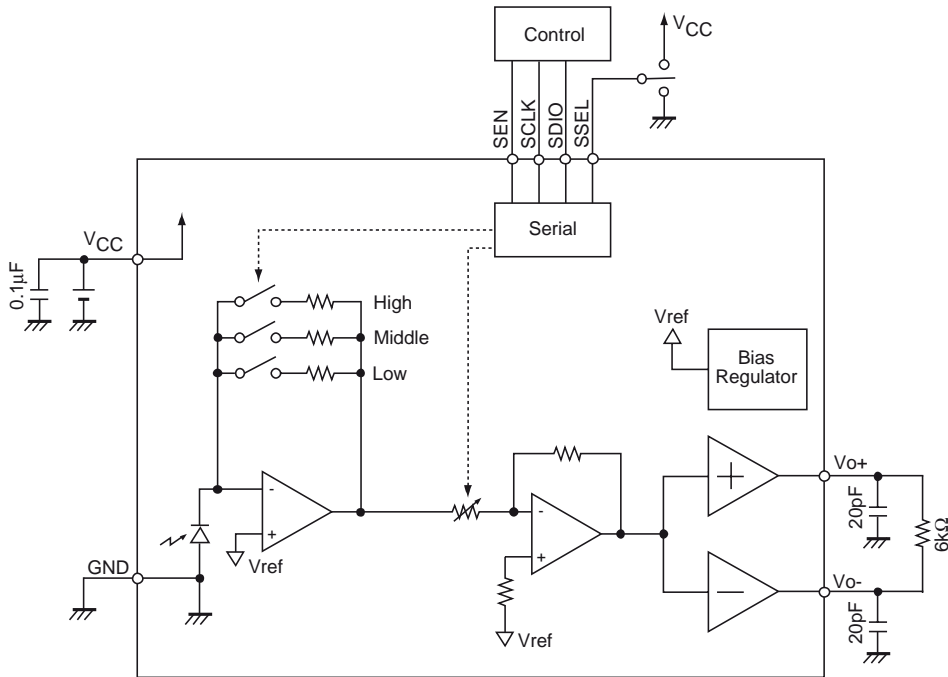 Control
VCC
SEN
SCLK
SDIO
SSEL
Serial
VCC
0.1μF
High
Middle
Low
Vref
Bias
Regulator
-
+
Vref
GND
-
+
Vref
Vo+
20pF
6kΩ
Vo-
20pF